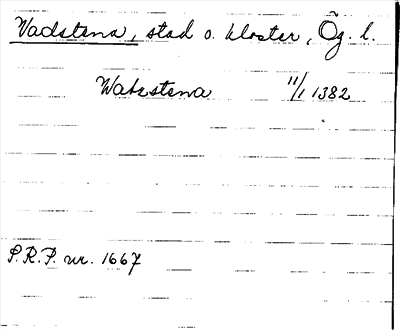 Vadstena, stad o. kloster, Ög. l.
Watzstena 11/1 1382
S.R.P. nr. 1667